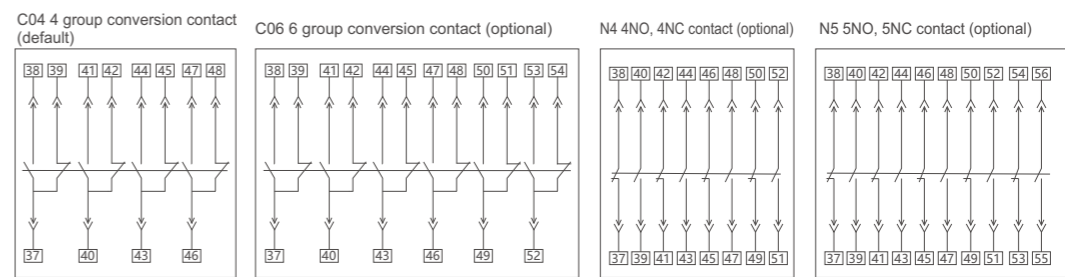 C04 4 group conversion contact
(default)
38 39 41 42 44 45 47 48
37 40 43 46
C06 6 group conversion contact (optional)
38 39 41 42 44 45 47 48 50 51 53 54
37 40 43 46 49 52
N4 4NO, 4NC contact (optional)
38 40 42 44 46 48 50 52
37 39 41 43 45 47 49 51
N5 5NO, 5NC contact (optional)
38 40 42 44 46 48 50 52 54 56
37 39 41 43 45 47 49 51 53 55